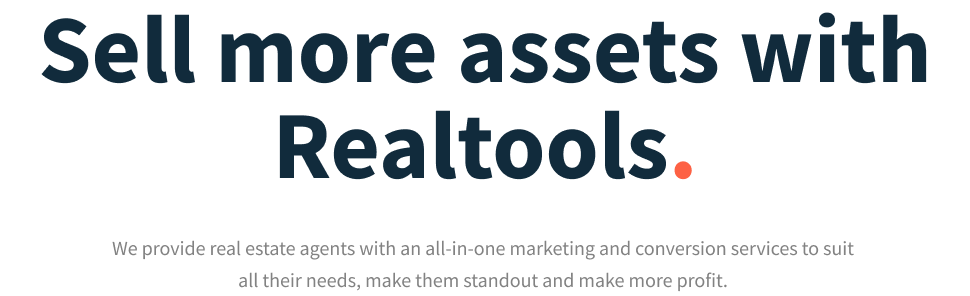 Sell more assets with
Realtools.
We provide real estate agents with an all-in-one marketing and conversion services to suit
all their needs, make them standout and make more profit.